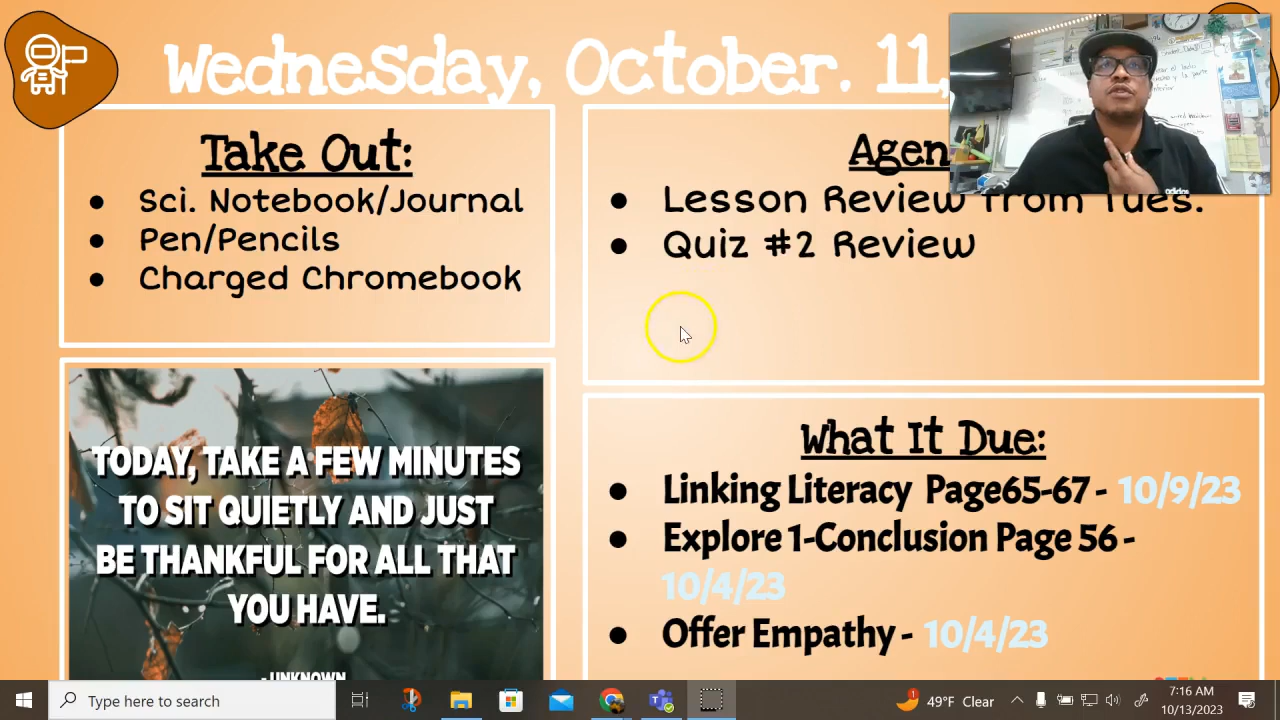 Wednesday, October. 11,
Take Out:
● Sci. Notebook/Journal
● Pen/Pencils
● Charged Chromebook
Agen
● Lesson Review from Tues.
● Quiz #2 Review
TODAY, TAKE A FEW MINUTES
TO SIT QUIETLY AND JUST
BE THANKFUL FOR ALL THAT
YOU HAVE.
- UNKNOWN
What It Due:
● Linking Literacy Page65-67 - 10/9/23
● Explore 1-Conclusion Page 56 -
10/4/23
● Offer Empathy - 10/4/23
adidas
Type here to search
1
49°F Clear
7:16 AM
10/13/2023